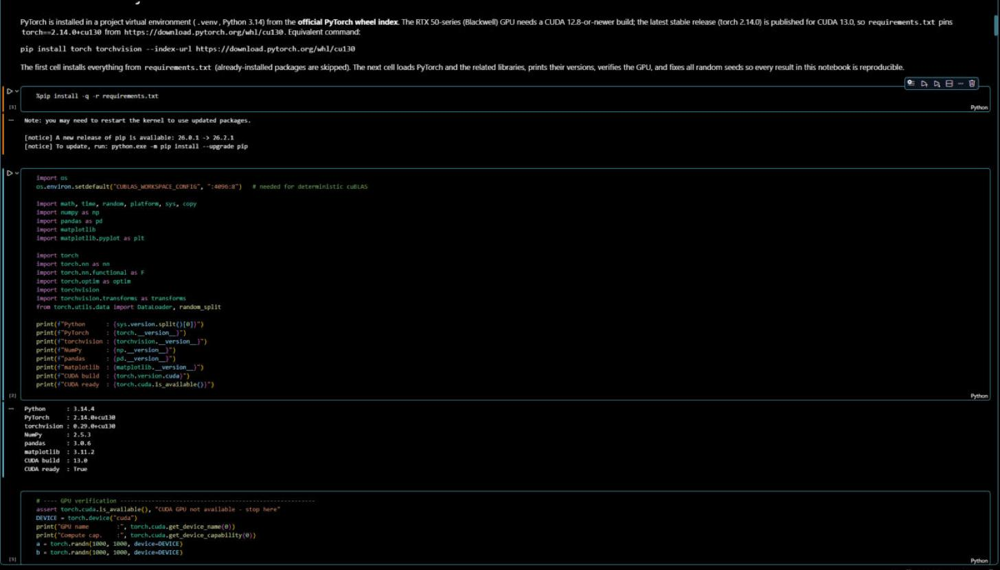 PyTorch is installed in a project virtual environment (.venv, Python 3.14) from the official PyTorch wheel index. The RTX 50-series (Blackwell) GPU needs a CUDA 12.8-or-newer build; the latest stable release (torch 2.14.0) is published for CUDA 13.0, so requirements.txt pins
torch==2.14.0+cu130 from https://download.pytorch.org/whl/cu130. Equivalent command:
pip install torch torchvision --index-url https://download.pytorch.org/whl/cu130
The first cell installs everything from requirements.txt (already-installed packages are skipped). The next cell loads PyTorch and the related libraries, prints their versions, verifies the GPU, and fixes all random seeds so every result in this notebook is reproducible.
%pip install -q -r requirements.txt
[1]
Python
... Note: you may need to restart the kernel to use updated packages.
[notice] A new release of pip is available: 26.0.1 -> 26.2.1
[notice] To update, run: python.exe -m pip install --upgrade pip
import os
os.environ.setdefault("CUBLAS_WORKSPACE_CONFIG", ":4096:8")   # needed for deterministic cuBLAS
import math, time, random, platform, sys, copy
import numpy as np
import pandas as pd
import matplotlib
import matplotlib.pyplot as plt
import torch
import torch.nn as nn
import torch.nn.functional as F
import torch.optim as optim
import torchvision
import torchvision.transforms as transforms
from torch.utils.data import DataLoader, random_split
print(f"Python      : {sys.version.split()[0]}")
print(f"PyTorch     : {torch.__version__}")
print(f"torchvision : {torchvision.__version__}")
print(f"NumPy       : {np.__version__}")
print(f"pandas      : {pd.__version__}")
print(f"matplotlib  : {matplotlib.__version__}")
print(f"CUDA build  : {torch.version.cuda}")
print(f"CUDA ready  : {torch.cuda.is_available()}")
[2]
Python
... Python      : 3.14.4
PyTorch     : 2.14.0+cu130
torchvision : 0.29.0+cu130
NumPy       : 2.5.3
pandas      : 3.0.6
matplotlib  : 3.11.2
CUDA build  : 13.0
CUDA ready  : True
# ---- GPU verification --------------------------------------------------------
assert torch.cuda.is_available(), "CUDA GPU not available - stop here"
DEVICE = torch.device("cuda")
print("GPU name        :", torch.cuda.get_device_name(0))
print("Compute cap.    :", torch.cuda.get_device_capability(0))
a = torch.randn(1000, 1000, device=DEVICE)
b = torch.randn(1000, 1000, device=DEVICE)
[3]
Python